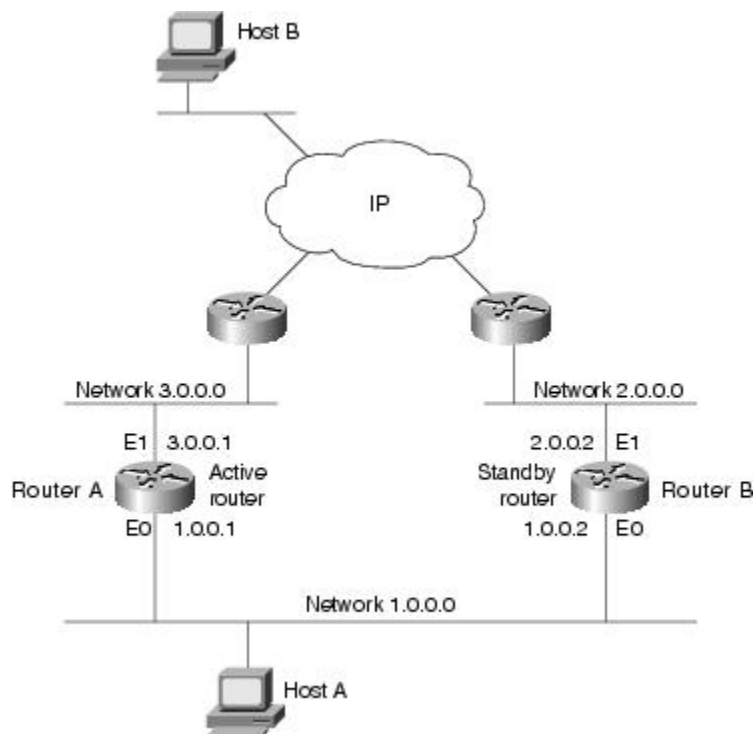 Host B
IP
Network 3.0.0.0
Network 2.0.0.0
E1 3.0.0.1
2.0.0.2 E1
Router A
Active
router
Standby
router
Router B
E0 1.0.0.1
1.0.0.2 E0
Network 1.0.0.0
Host A